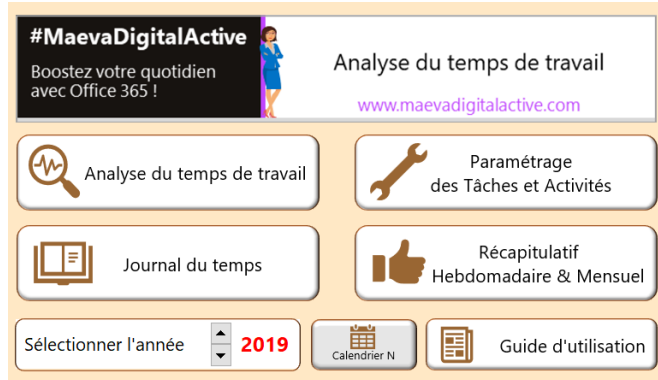 #MaevaDigitalActive
Boostez votre quotidien
avec Office 365 !
Analyse du temps de travail
www.maevadigitalactive.com
Analyse du temps de travail
Paramétrage
des Tâches et Activités
Journal du temps
Récapitulatif
Hebdomadaire & Mensuel
Sélectionner l'année
2019
Calendrier N
Guide d'utilisation